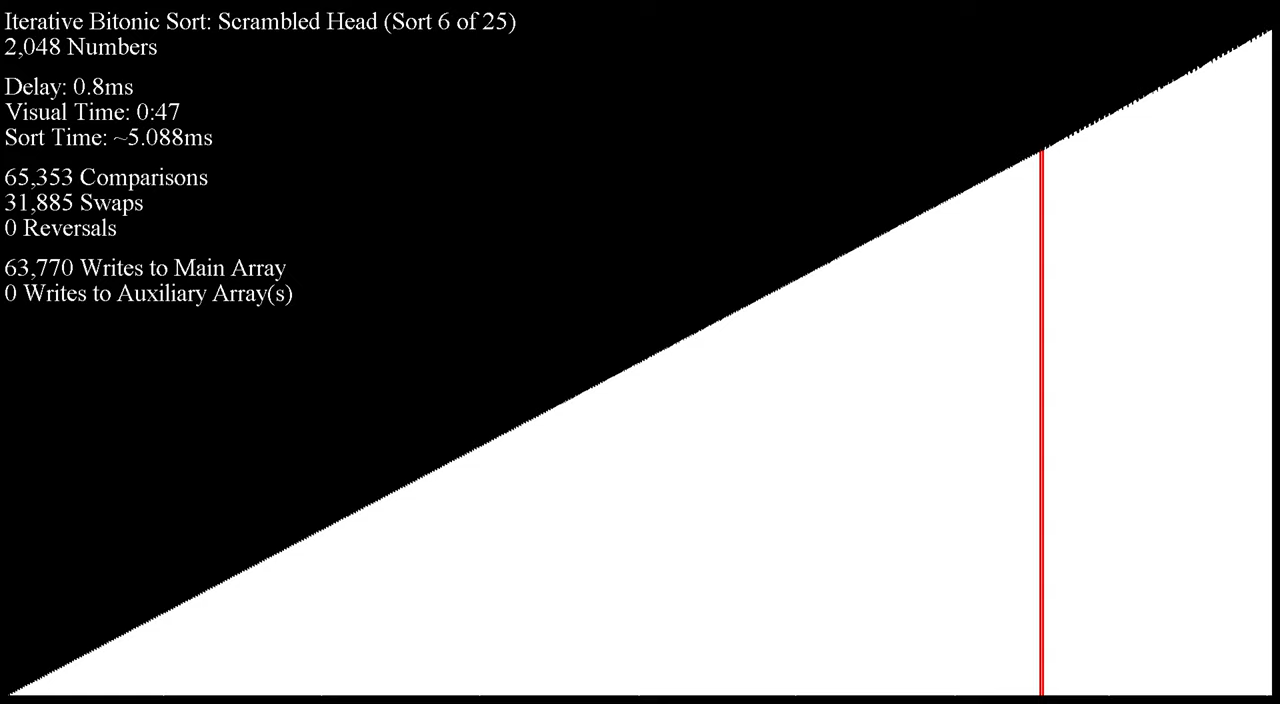 Iterative Bitonic Sort: Scrambled Head (Sort 6 of 25)
2,048 Numbers
Delay: 0.8ms
Visual Time: 0:47
Sort Time: ~5.088ms
65,353 Comparisons
31,885 Swaps
0 Reversals
63,770 Writes to Main Array
0 Writes to Auxiliary Array(s)